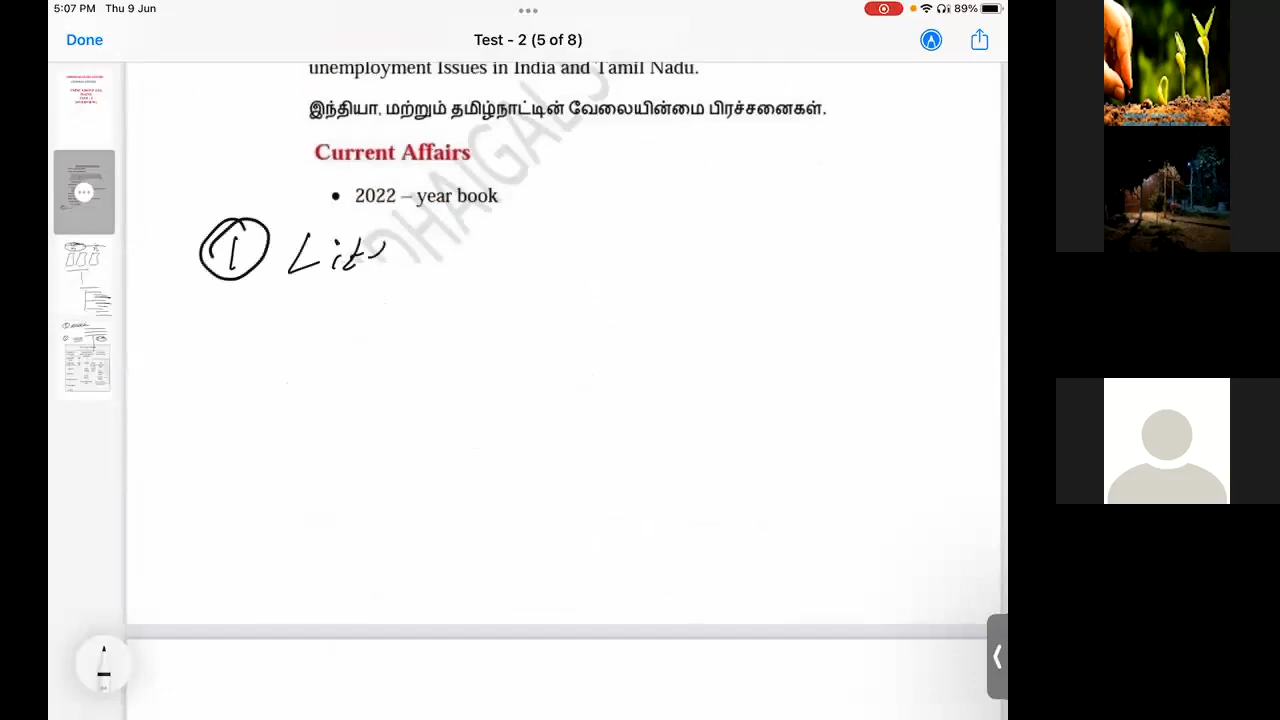 5:07 PM Thu 9 Jun
89%
Done
Test - 2 (5 of 8)
unemployment Issues in India and Tamil Nadu.
இந்தியா, மற்றும் தமிழ்நாட்டின் வேலையின்மை பிரச்சனைகள்.
Current Affairs
• 2022 – year book
① Lit